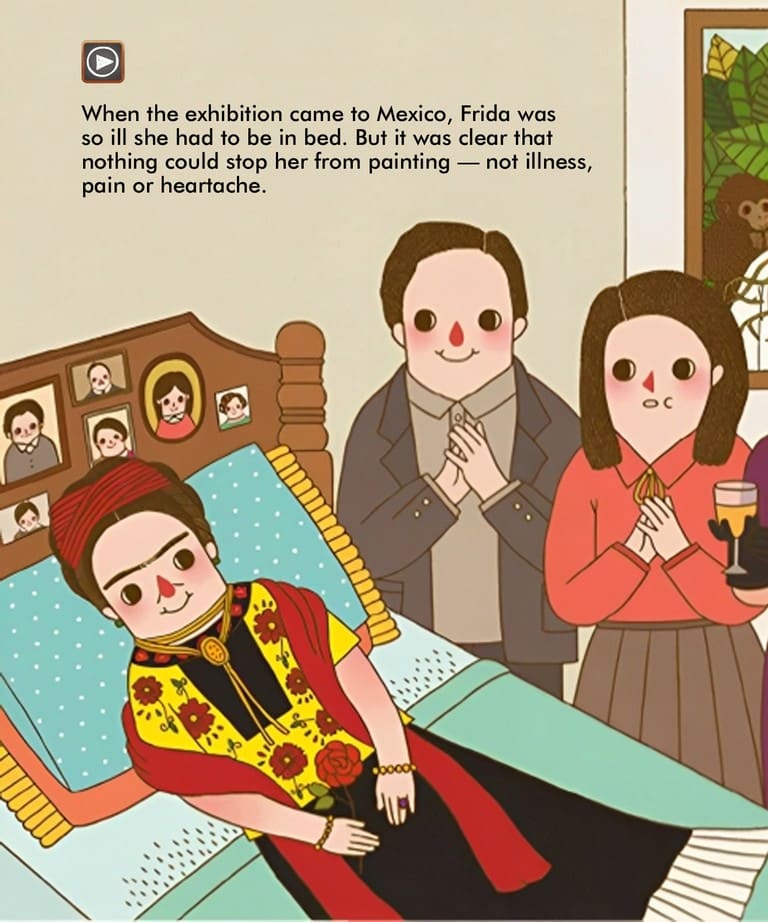 When the exhibition came to Mexico, Frida was
so ill she had to be in bed. But it was clear that
nothing could stop her from painting — not illness,
pain or heartache.